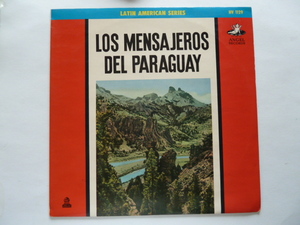 LATIN AMERICAN SERIES
LOS MENSAJEROS
DEL PARAGUAY